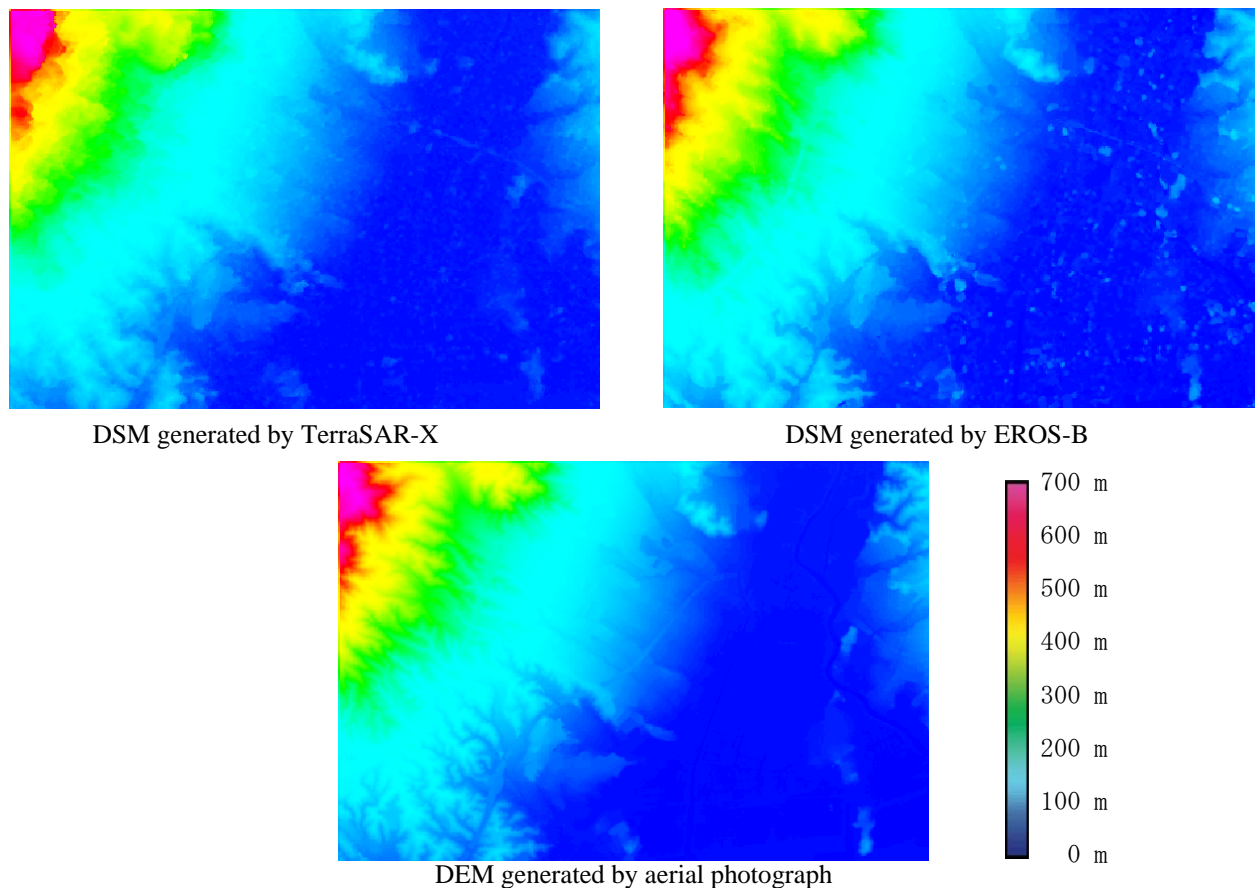 DSM generated by TerraSAR-X
DSM generated by EROS-B
700 m
600 m
500 m
400 m
300 m
200 m
100 m
0 m
DEM generated by aerial photograph